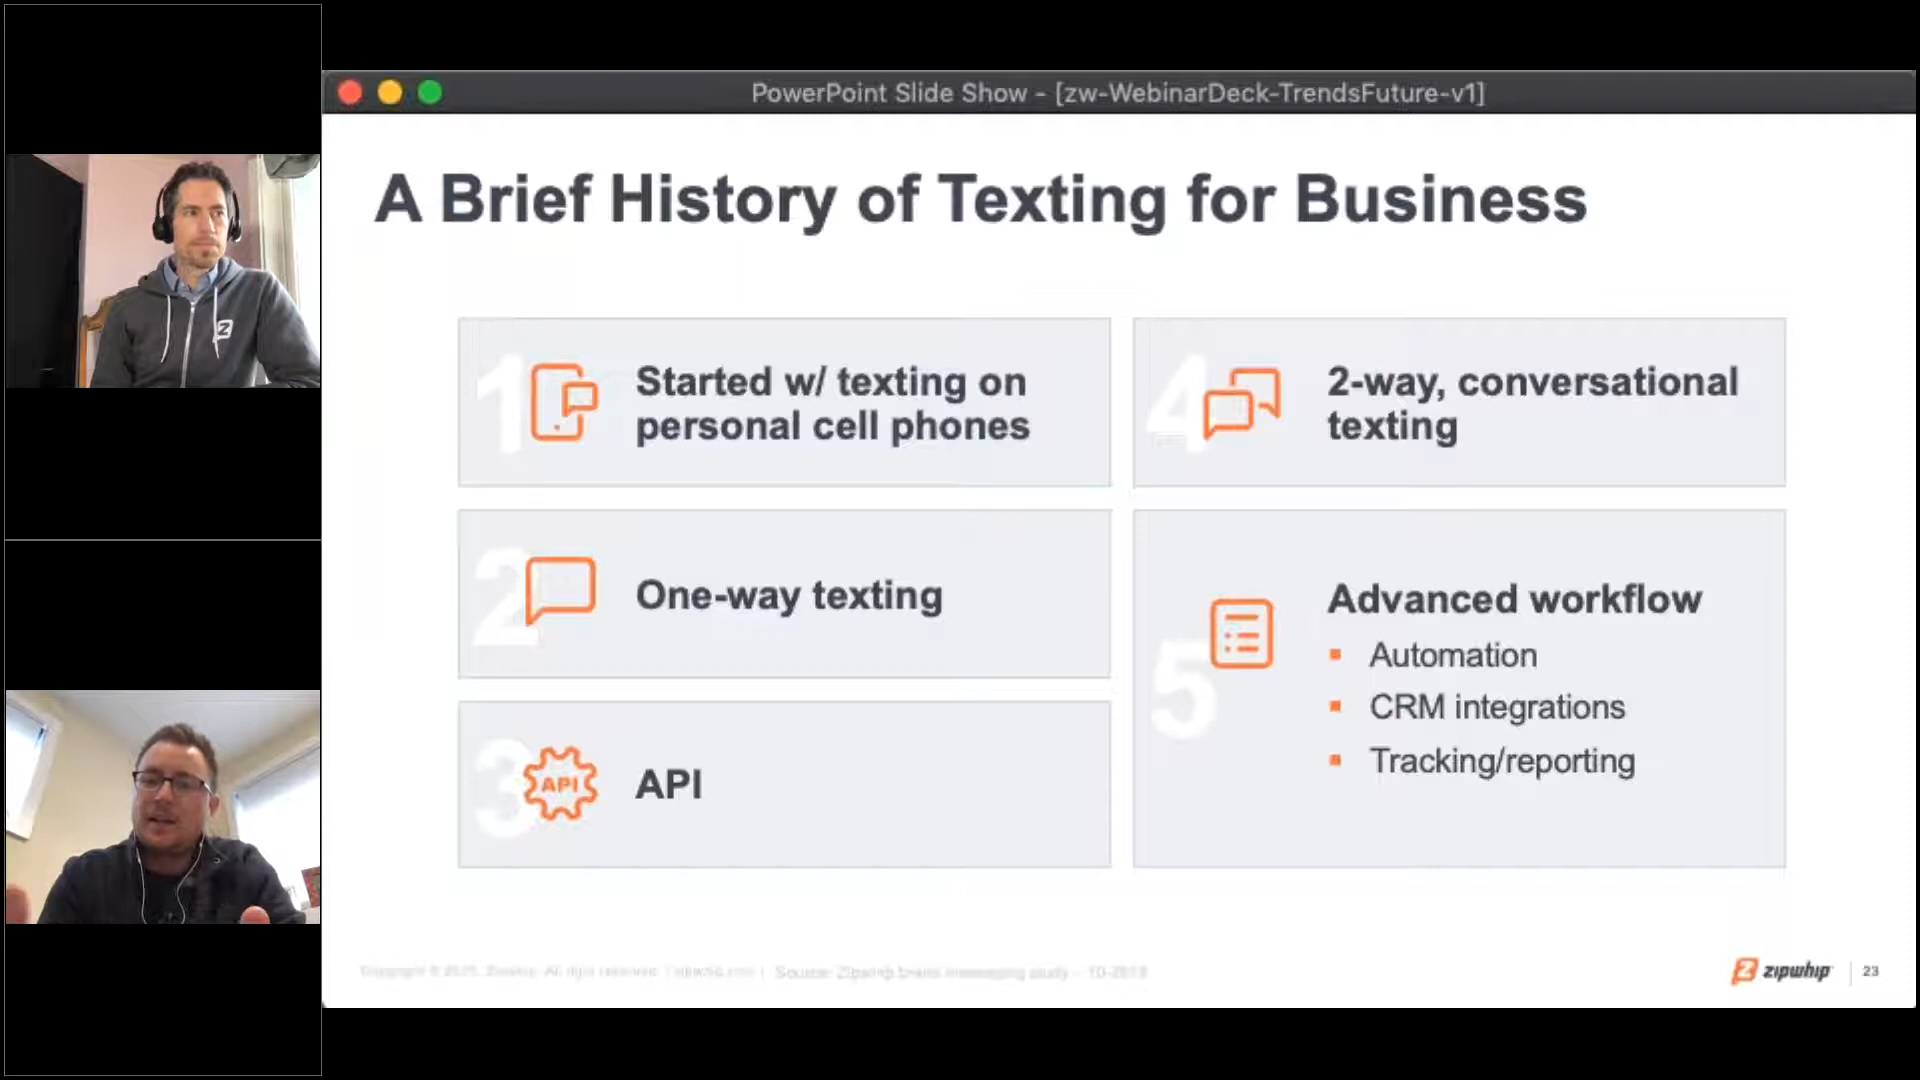 PowerPoint Slide Show - [zw-WebinarDeck-TrendsFuture-v1]
A Brief History of Texting for Business
1
Started w/ texting on
personal cell phones
2
One-way texting
3
API
API
4
2-way, conversational
texting
5
Advanced workflow
▪ Automation
▪ CRM integrations
▪ Tracking/reporting
Z
Source: Zipwhip
zipwhip
23